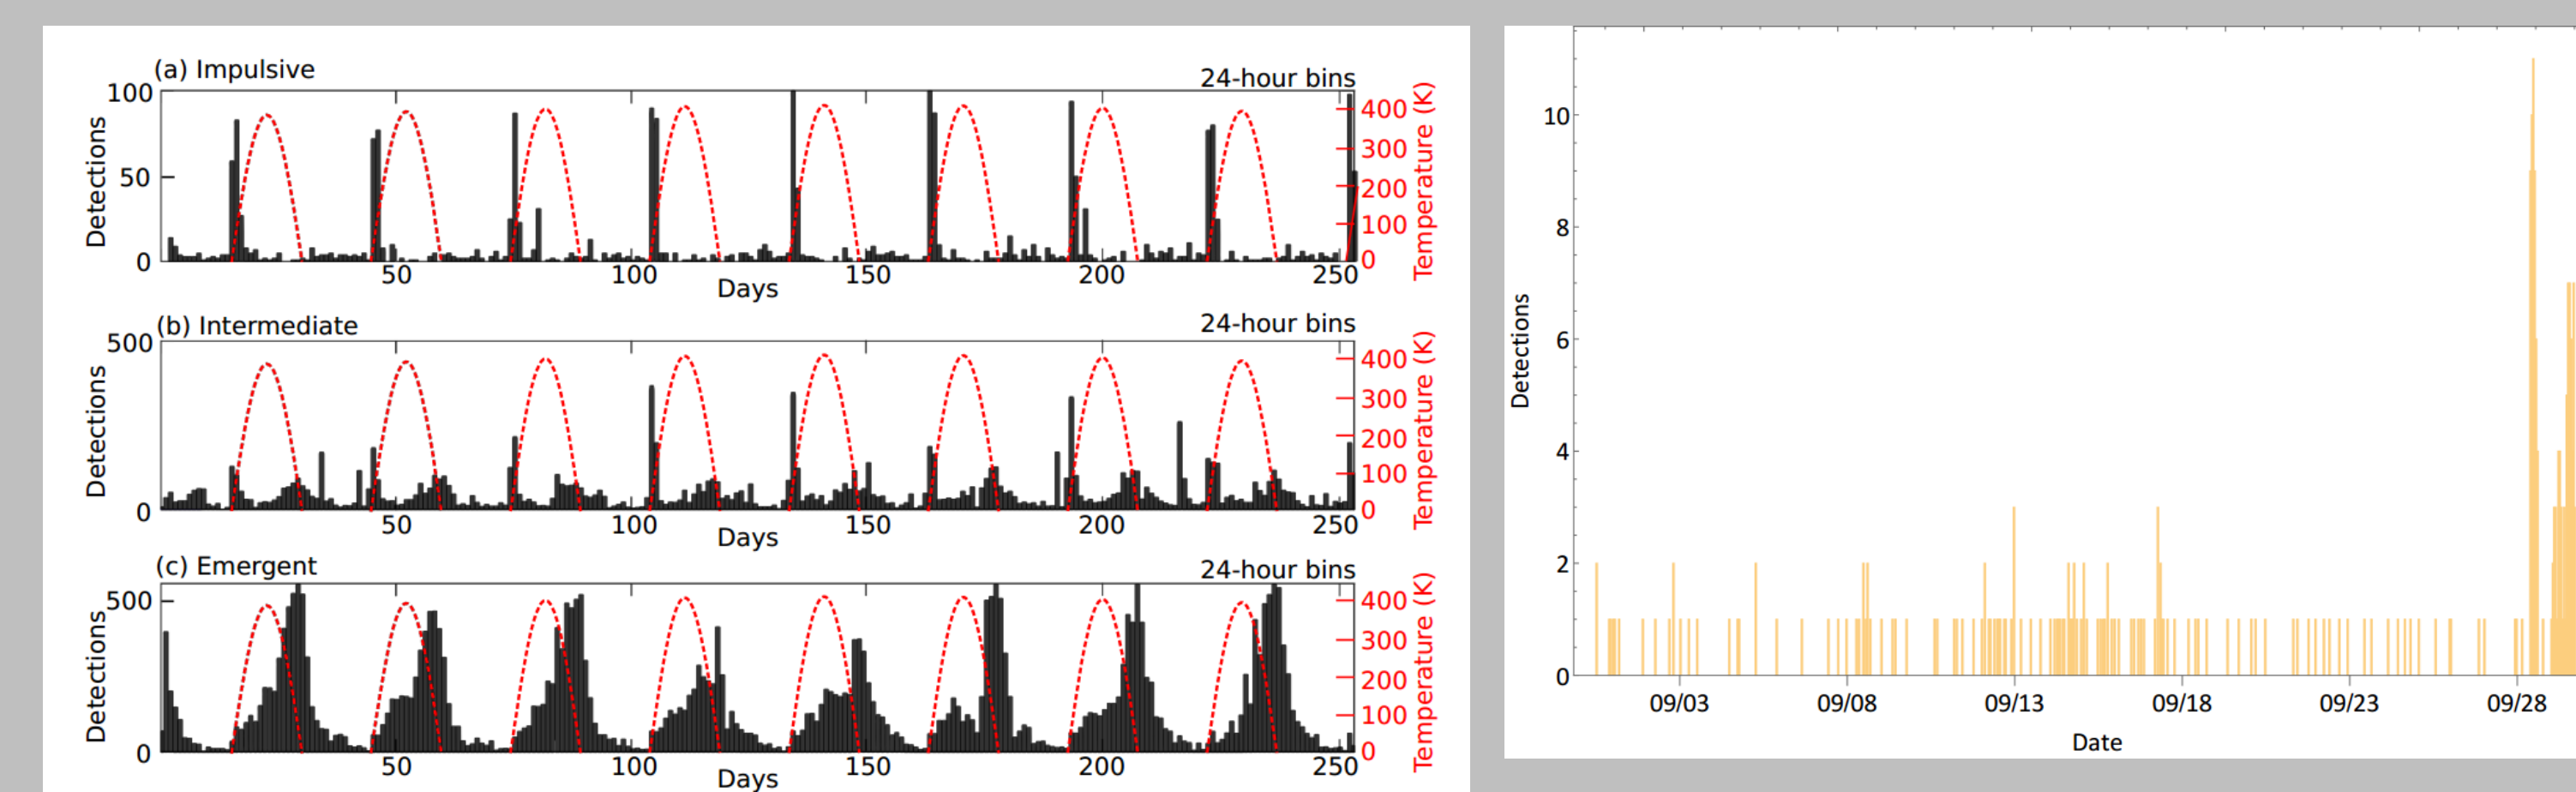 (a) Impulsive
24-hour bins
100
50
0
Detections
400
300
200
100
0
Temperature (K)
50
100
150
200
250
Days
(b) Intermediate
24-hour bins
500
0
Detections
400
300
200
100
0
Temperature (K)
50
100
150
200
250
Days
(c) Emergent
24-hour bins
500
0
Detections
400
300
200
100
0
Temperature (K)
50
100
150
200
250
Days
10
8
6
4
2
0
Detections
09/03
09/08
09/13
09/18
09/23
09/28
Date